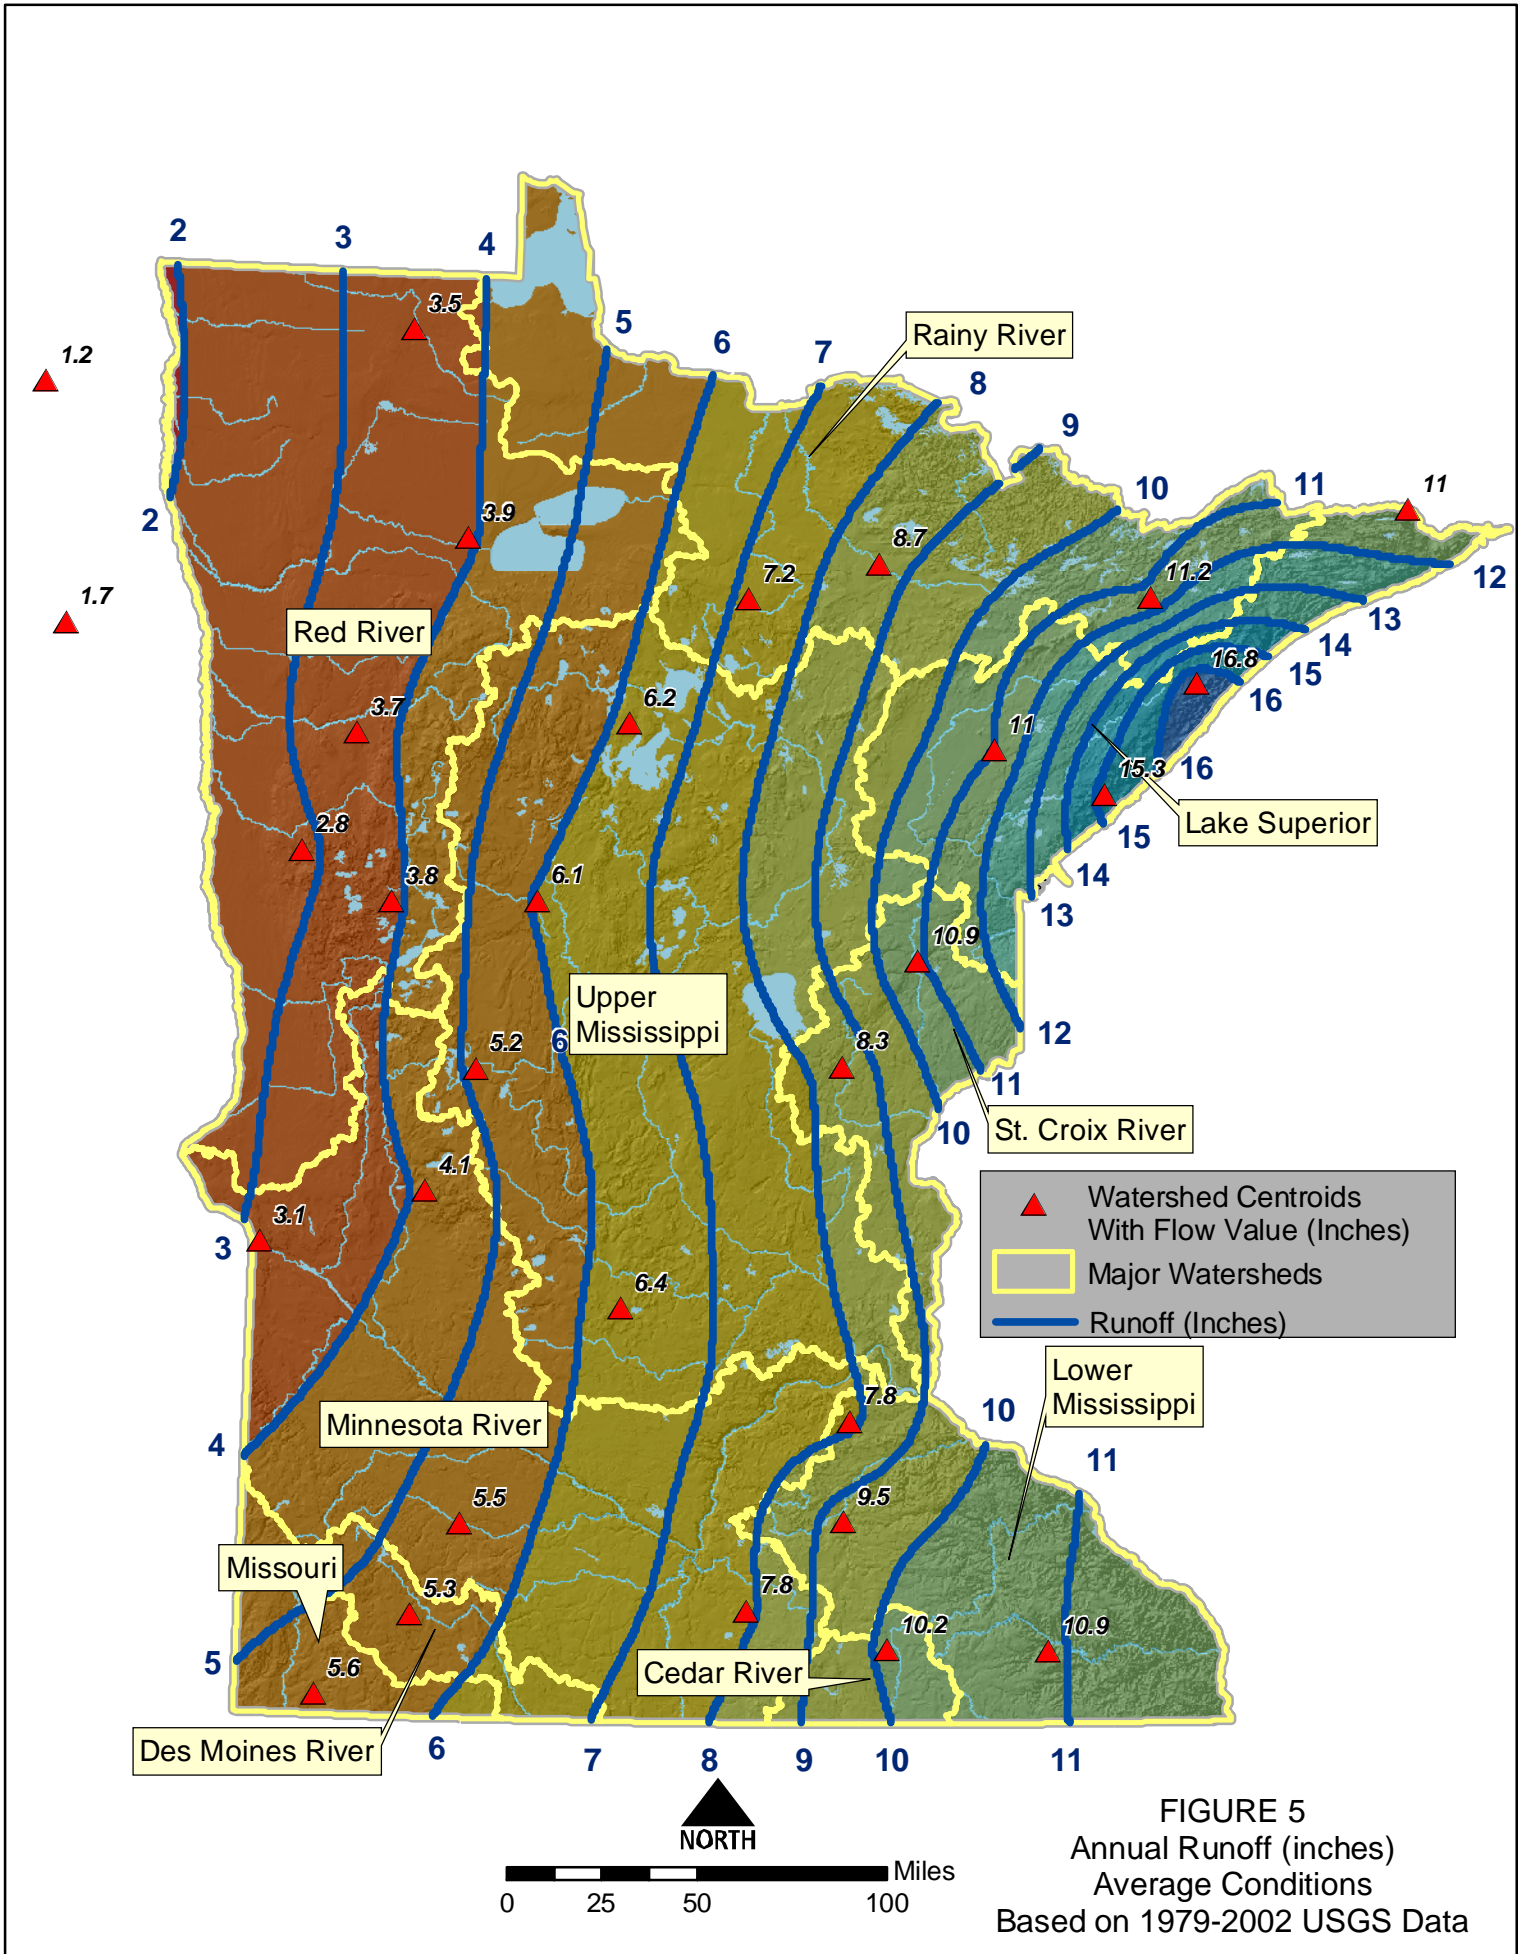 2
3
4
3.5
5
1.2
6
7
Rainy River
8
9
10
11
11
2
3.9
8.7
7.2
11.2
12
1.7
13
Red River
14
16.8
15
6.2
16
3.7
11
15.3
16
Lake Superior
2.8
15
3.8
6.1
14
13
10.9
Upper
Mississippi
6
5.2
8.3
12
11
10
St. Croix River
4.1
Watershed Centroids
With Flow Value (Inches)
3.1
3
Major Watersheds
6.4
Runoff (Inches)
Lower
Mississippi
7.8
Minnesota River
10
4
11
5.5
9.5
Missouri
5.3
7.8
10.2
10.9
5
5.6
Cedar River
Des Moines River
6
7
8
9
10
11
NORTH
Miles
0 25 50 100
FIGURE 5
Annual Runoff (inches)
Average Conditions
Based on 1979-2002 USGS Data